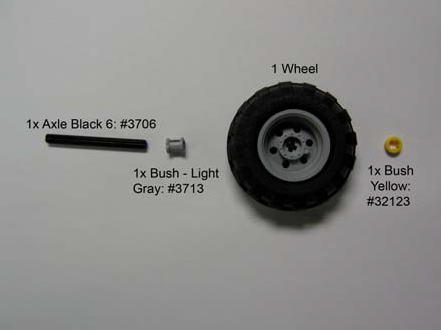 1 Wheel
1x Axle Black 6: #3706
1x Bush - Light
Gray: #3713
1x Bush
Yellow:
#32123